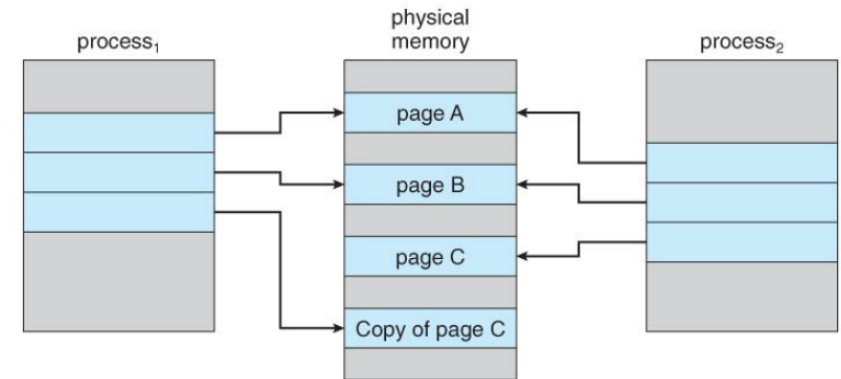 process₁
physical
memory
process₂
page A
page B
page C
Copy of page C